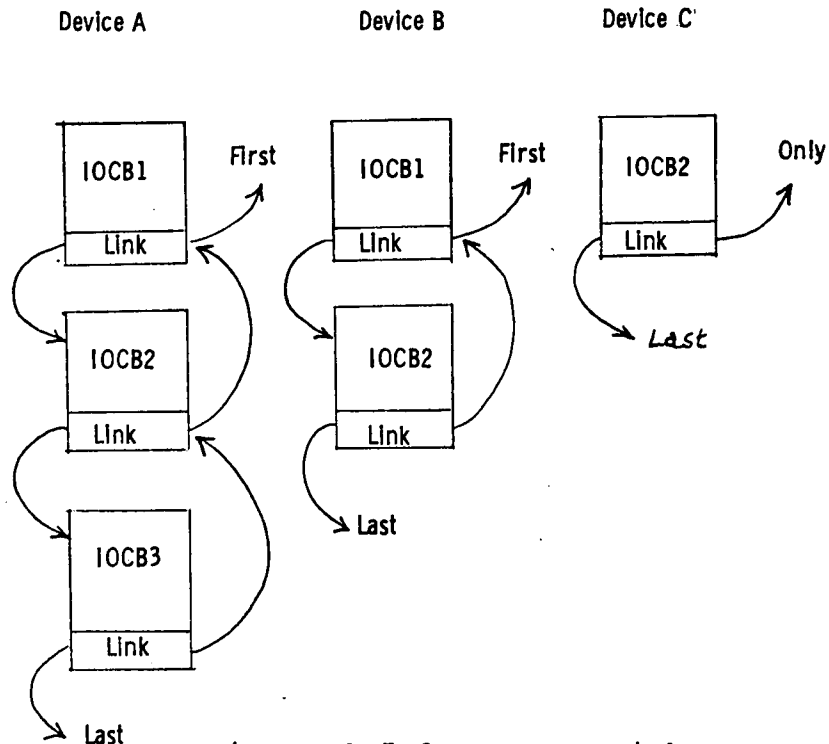 Device A
Device B
Device C
IOCB1
First
Link
IOCB2
Link
IOCB3
Link
Last
IOCB1
First
Link
IOCB2
Link
Last
IOCB2
Only
Link
Last